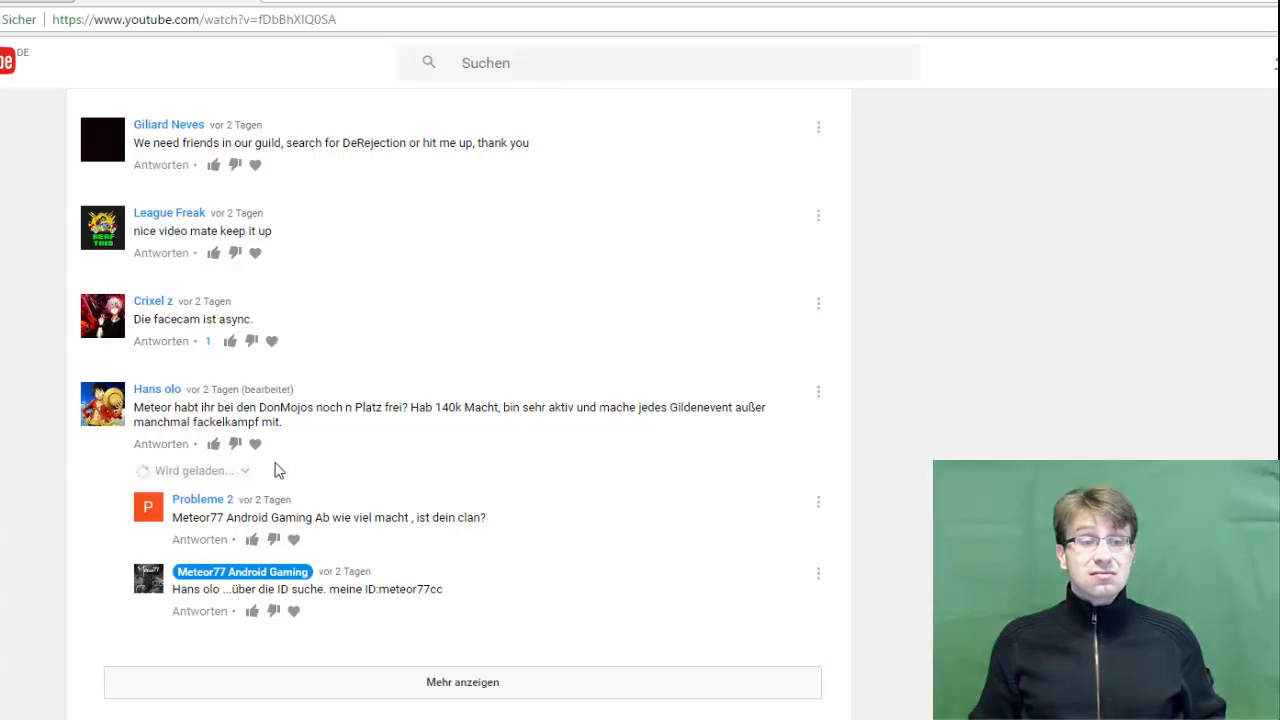 Sicher https://www.youtube.com/watch?v=fDbBhXIQ0SA
be DE
Suchen
Giliard Neves vor 2 Tagen
We need friends in our guild, search for DeRejection or hit me up, thank you
Antworten •
League Freak vor 2 Tagen
nice video mate keep it up
NERF
THIS
Antworten •
Crixel z vor 2 Tagen
Die facecam ist async.
Antworten • 1
Hans olo vor 2 Tagen (bearbeitet)
Meteor habt ihr bei den DonMojos noch n Platz frei? Hab 140k Macht, bin sehr aktiv und mache jedes Gildenevent außer
manchmal fackelkampf mit.
Antworten •
Wird geladen...
P
Probleme 2 vor 2 Tagen
Meteor77 Android Gaming Ab wie viel macht , ist dein clan?
Antworten •
Meteor77 Android Gaming vor 2 Tagen
Hans olo ...über die ID suche. meine ID:meteor77cc
Antworten •
Mehr anzeigen